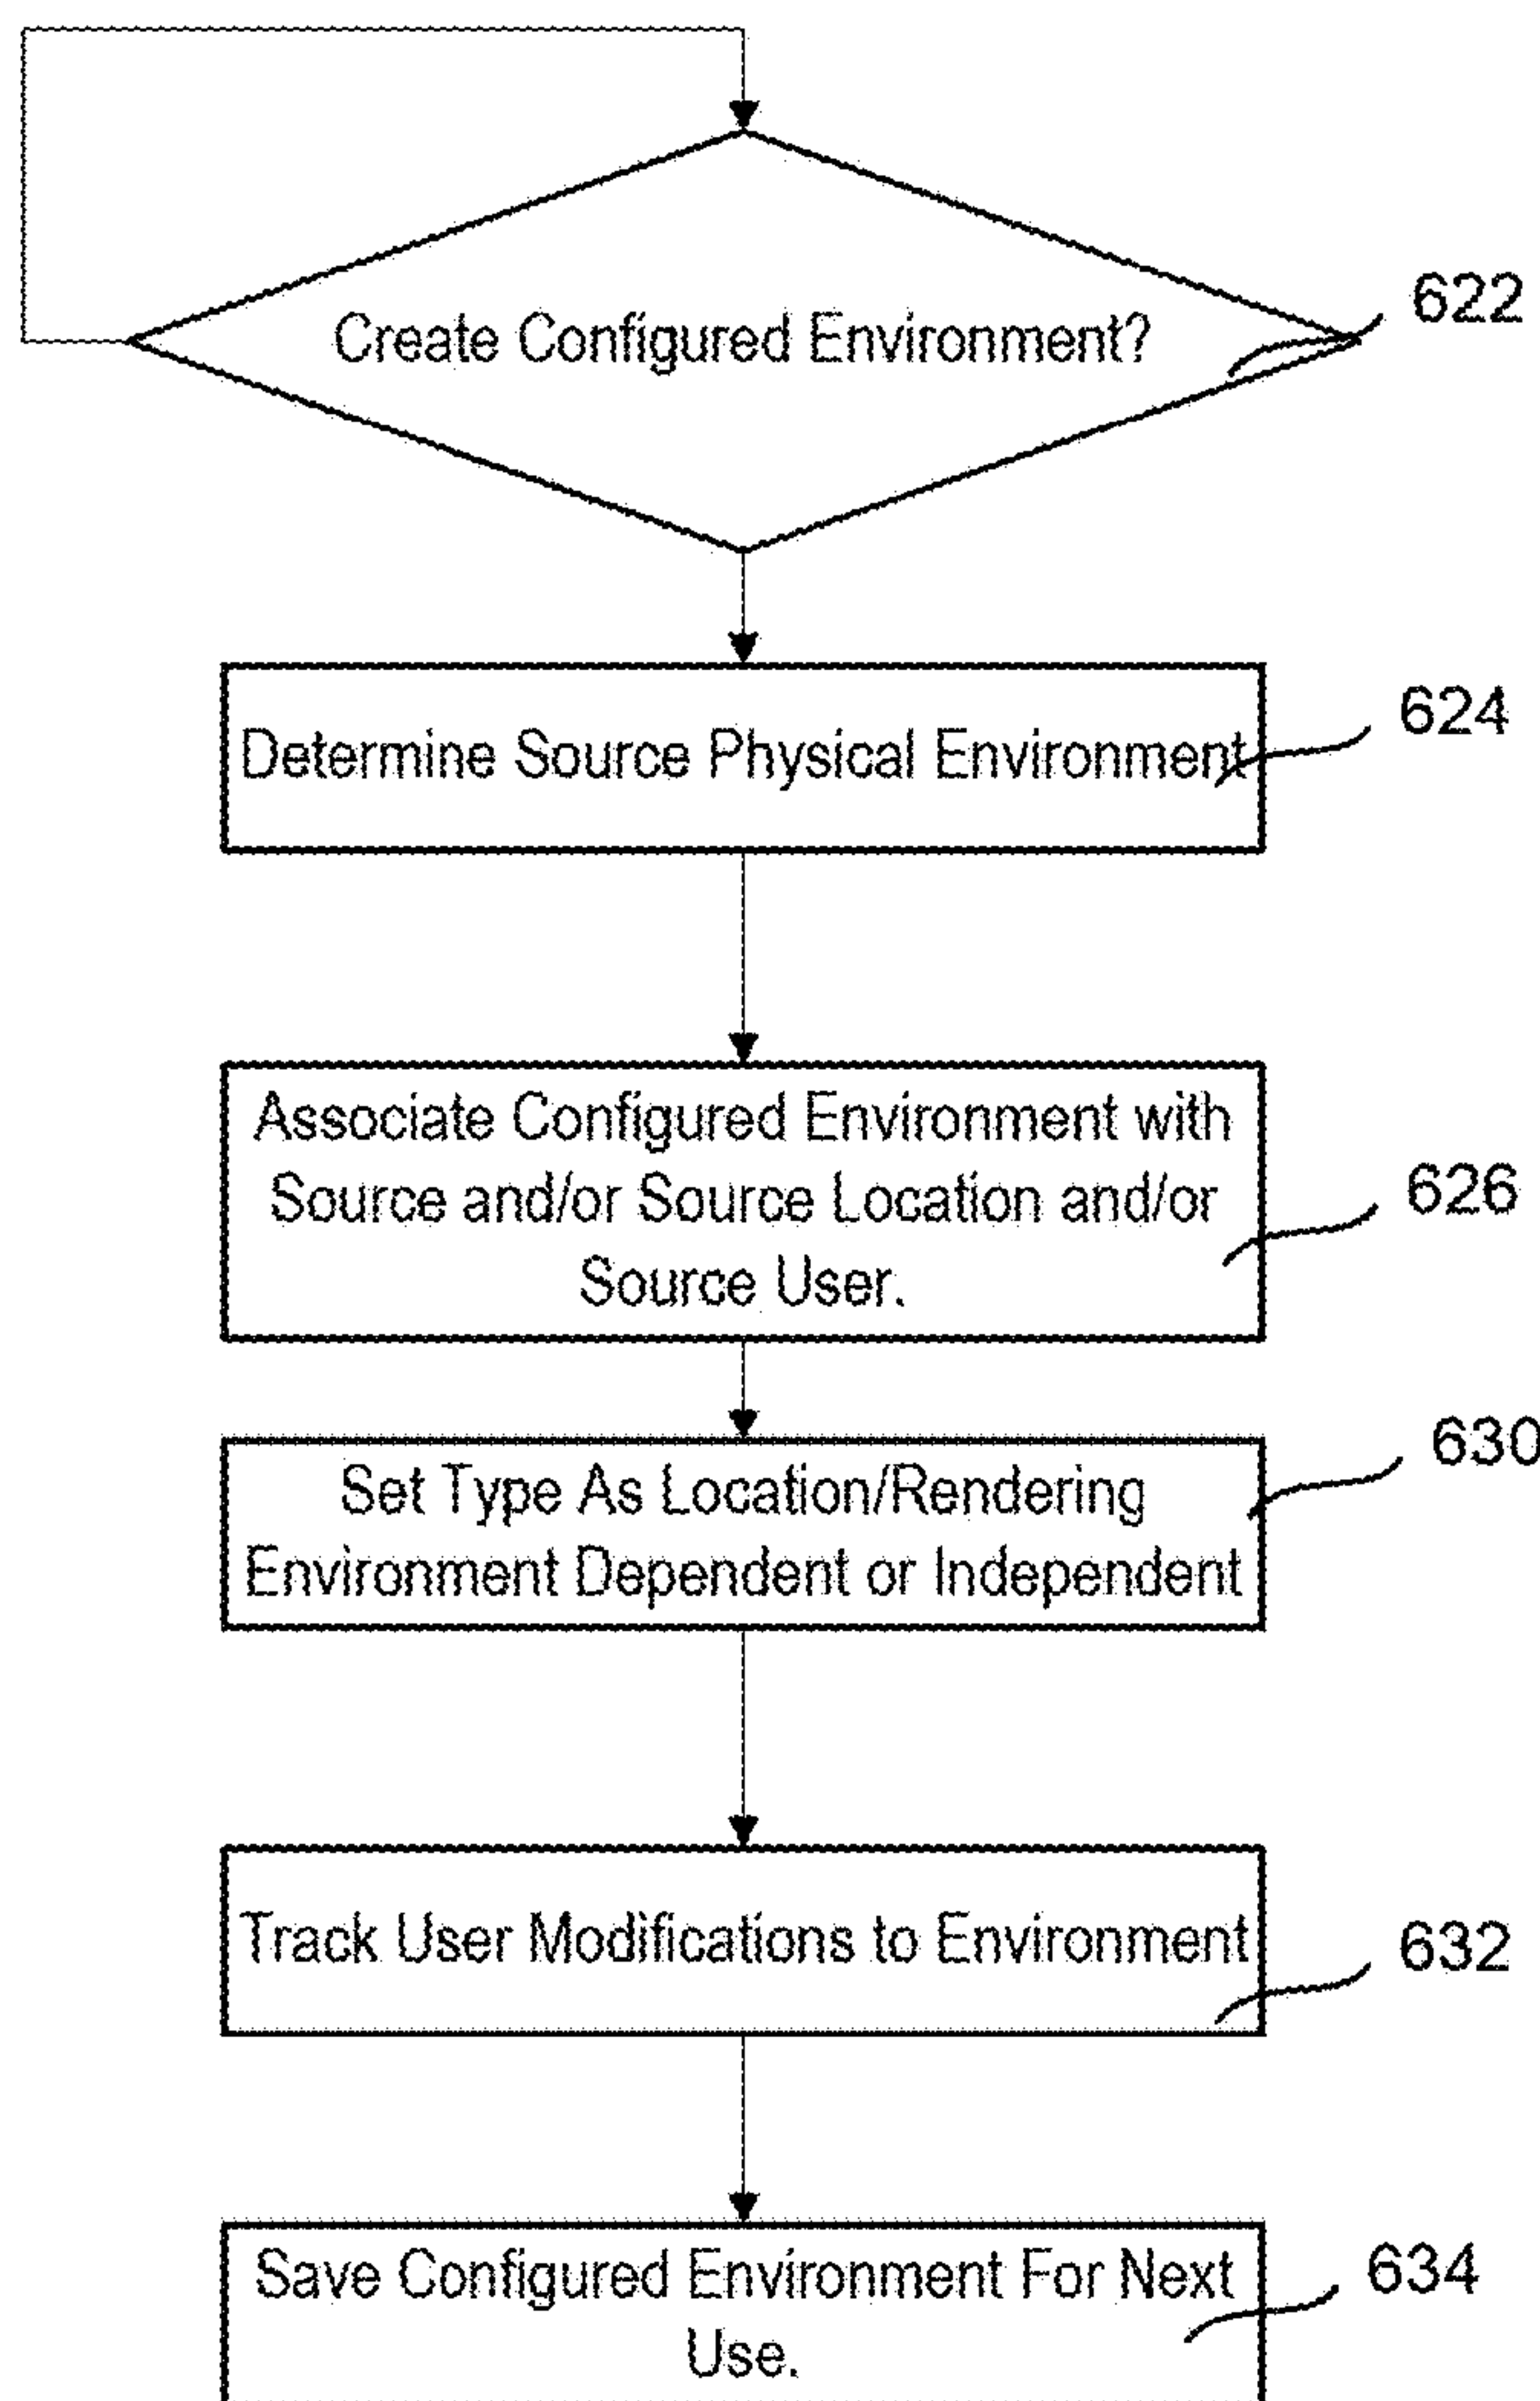 Create Configured Environment?
622
Determine Source Physical Environment
624
Associate Configured Environment with
Source and/or Source Location and/or
Source User.
626
Set Type As Location/Rendering
Environment Dependent or Independent
630
Track User Modifications to Environment
632
Save Configured Environment For Next
Use.
634